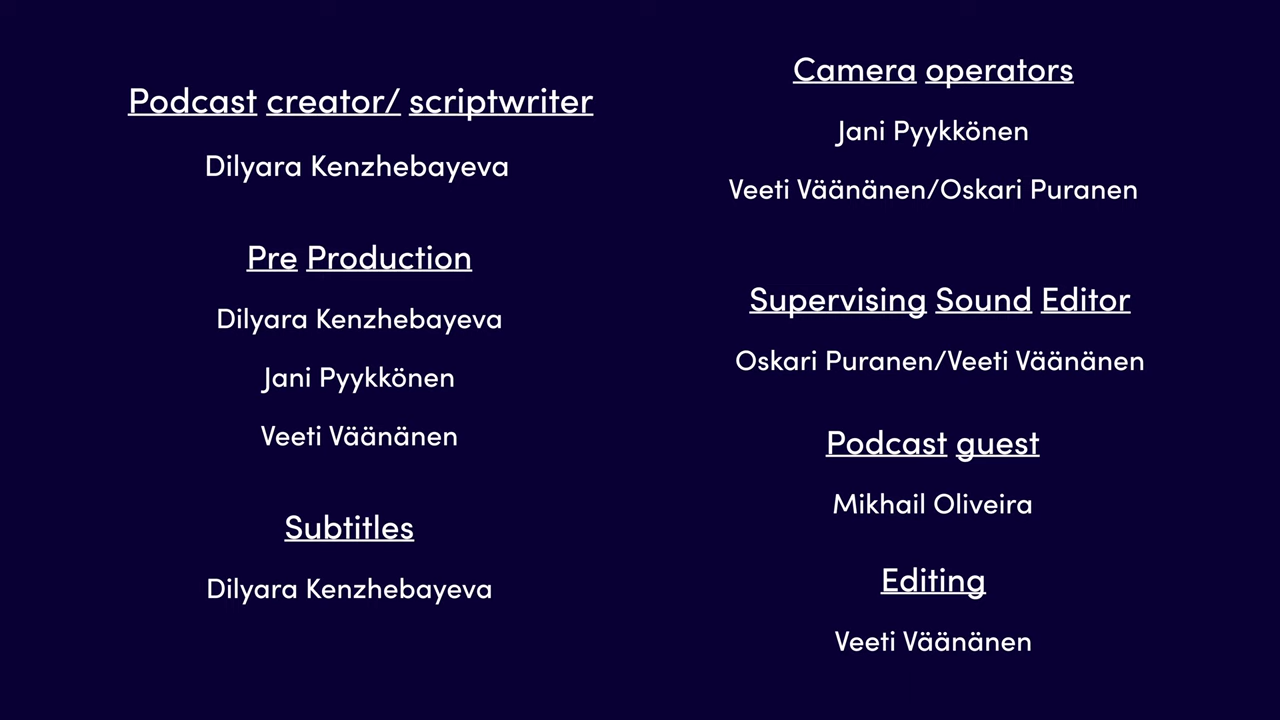 Podcast creator/ scriptwriter
Dilyara Kenzhebayeva
Pre Production
Dilyara Kenzhebayeva
Jani Pyykkönen
Veeti Väänänen
Subtitles
Dilyara Kenzhebayeva
Camera operators
Jani Pyykkönen
Veeti Väänänen/Oskari Puranen
Supervising Sound Editor
Oskari Puranen/Veeti Väänänen
Podcast guest
Mikhail Oliveira
Editing
Veeti Väänänen